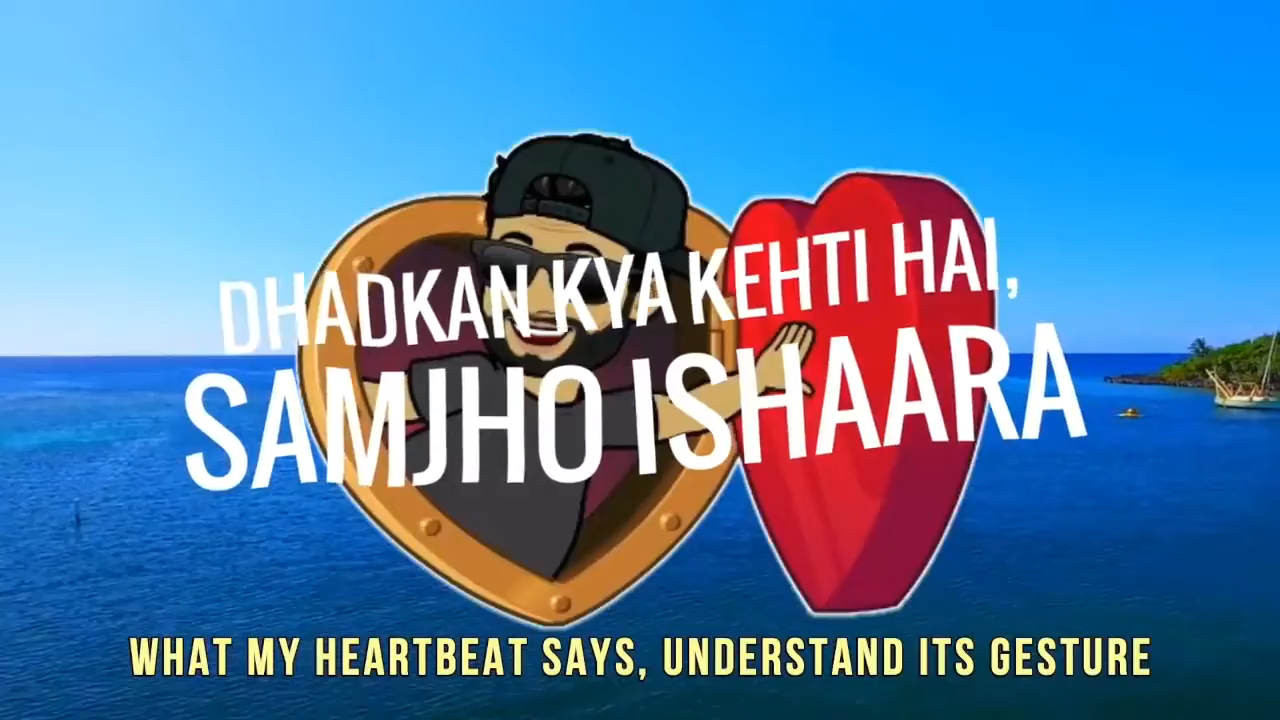 DHADKAN KYA KEHTI HAI,
SAMJHO ISHAARA
WHAT MY HEARTBEAT SAYS, UNDERSTAND ITS GESTURE